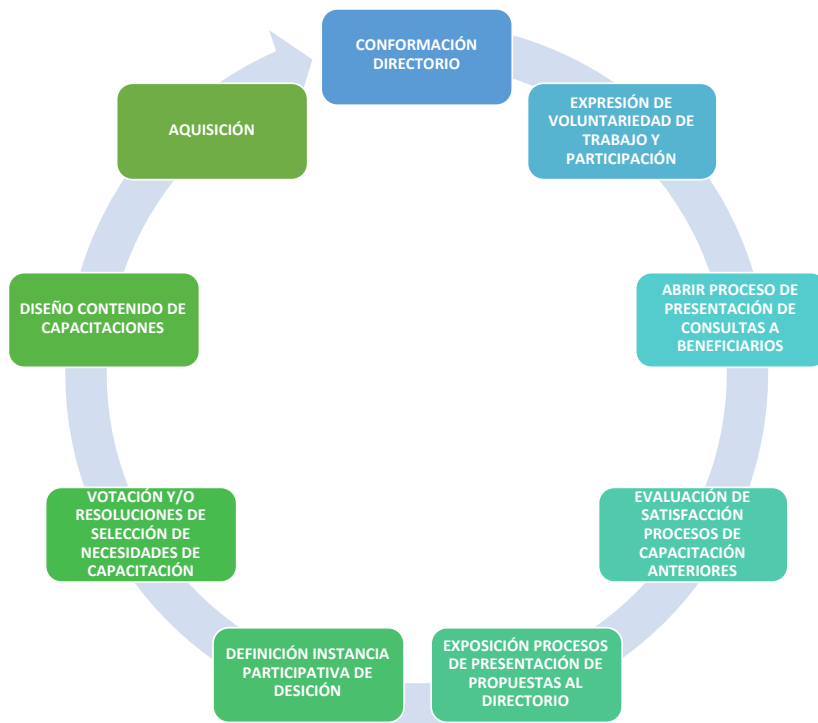 CONFORMACIÓN
DIRECTORIO
EXPRESIÓN DE
VOLUNTARIEDAD DE
TRABAJO Y
PARTICIPACIÓN
ABRIR PROCESO DE
PRESENTACIÓN DE
CONSULTAS A
BENEFICIARIOS
EVALUACIÓN DE
SATISFACCIÓN
PROCESOS DE
CAPACITACIÓN
ANTERIORES
EXPOSICIÓN PROCESOS
DE PRESENTACIÓN DE
PROPUESTAS AL
DIRECTORIO
DEFINICIÓN INSTANCIA
PARTICIPATIVA DE
DESICIÓN
VOTACIÓN Y/O
RESOLUCIONES DE
SELECCIÓN DE
NECESIDADES DE
CAPACITACIÓN
DISEÑO CONTENIDO DE
CAPACITACIONES
AQUISICIÓN